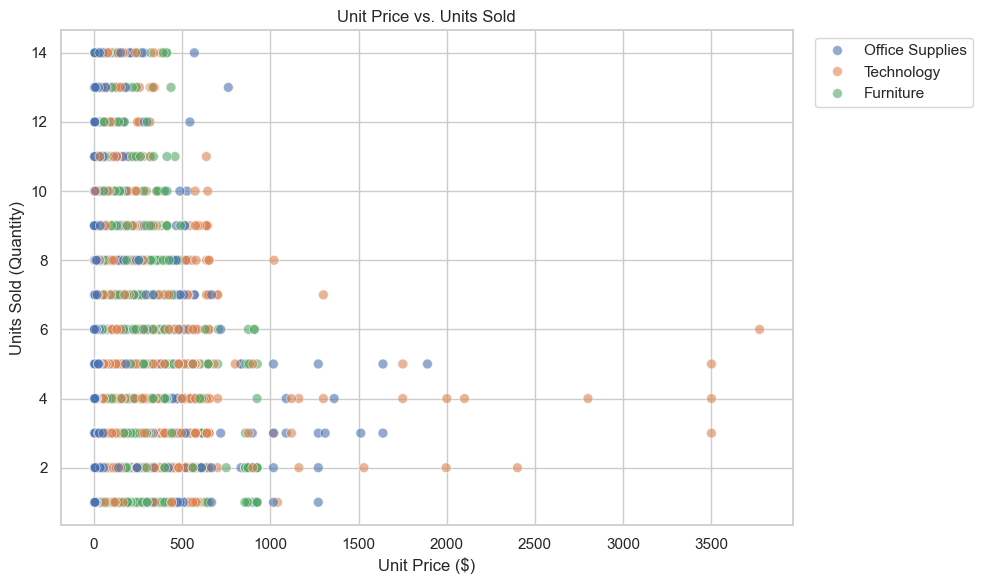 Unit Price vs. Units Sold
14
12
10
8
6
4
2
Units Sold (Quantity)
0
500
1000
1500
2000
2500
3000
3500
Unit Price ($)
Office Supplies
Technology
Furniture